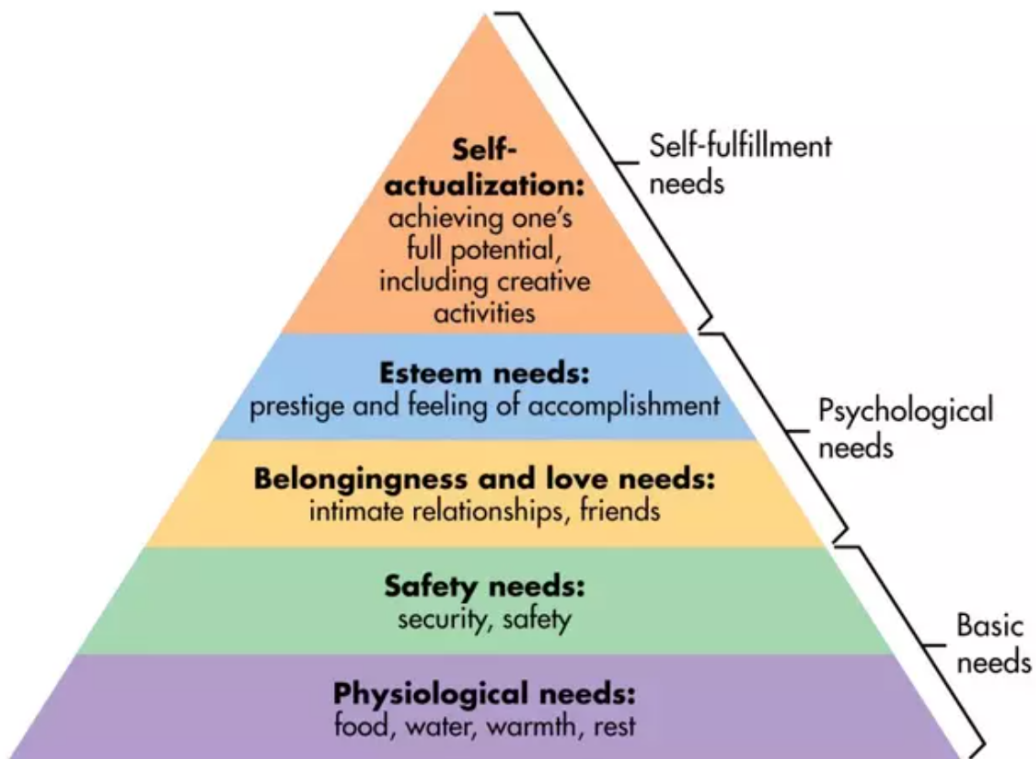 Self-
actualization:
achieving one's
full potential,
including creative
activities
Self-fulfillment
needs
Esteem needs:
prestige and feeling of accomplishment
Psychological
needs
Belongingness and love needs:
intimate relationships, friends
Safety needs:
security, safety
Basic
needs
Physiological needs:
food, water, warmth, rest